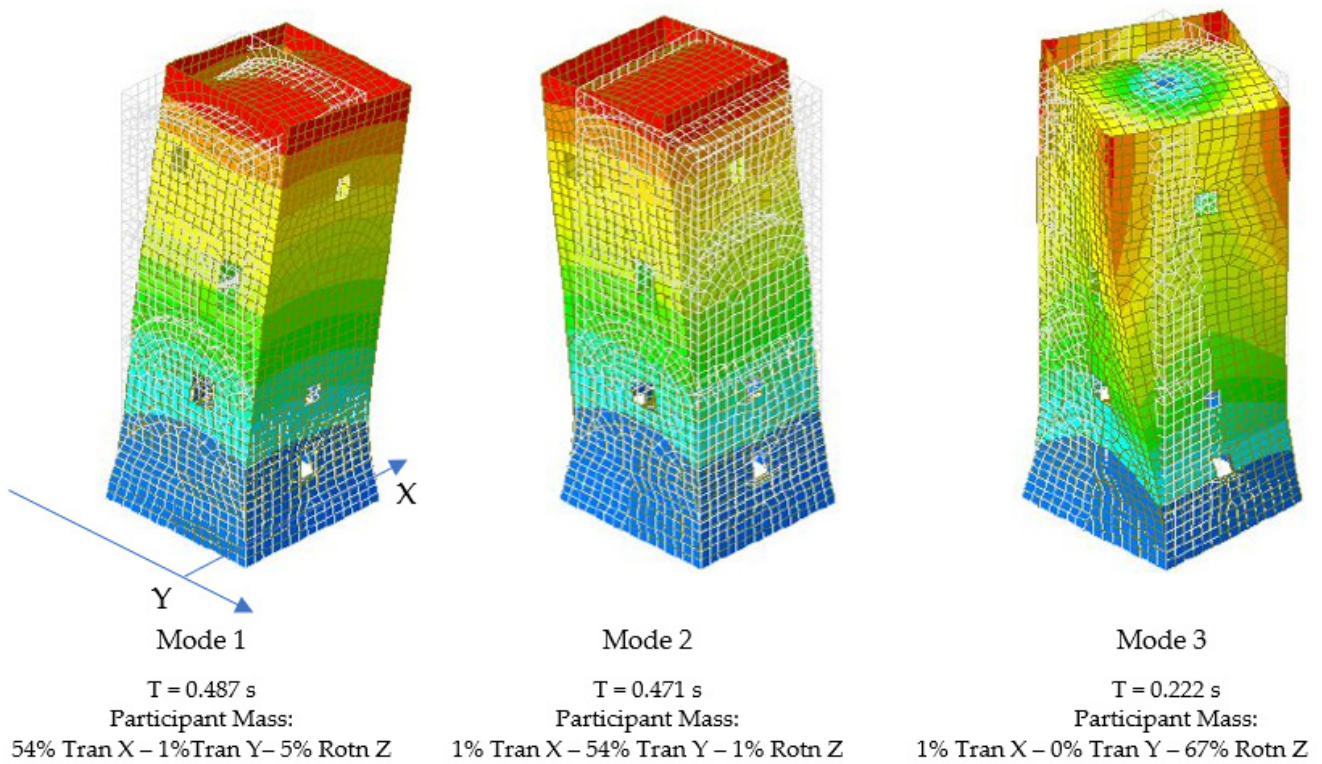 X
Y
Mode 1
T = 0.487 s
Participant Mass:
54% Tran X – 1%Tran Y– 5% Rotn Z
Mode 2
T = 0.471 s
Participant Mass:
1% Tran X – 54% Tran Y – 1% Rotn Z
Mode 3
T = 0.222 s
Participant Mass:
1% Tran X – 0% Tran Y – 67% Rotn Z